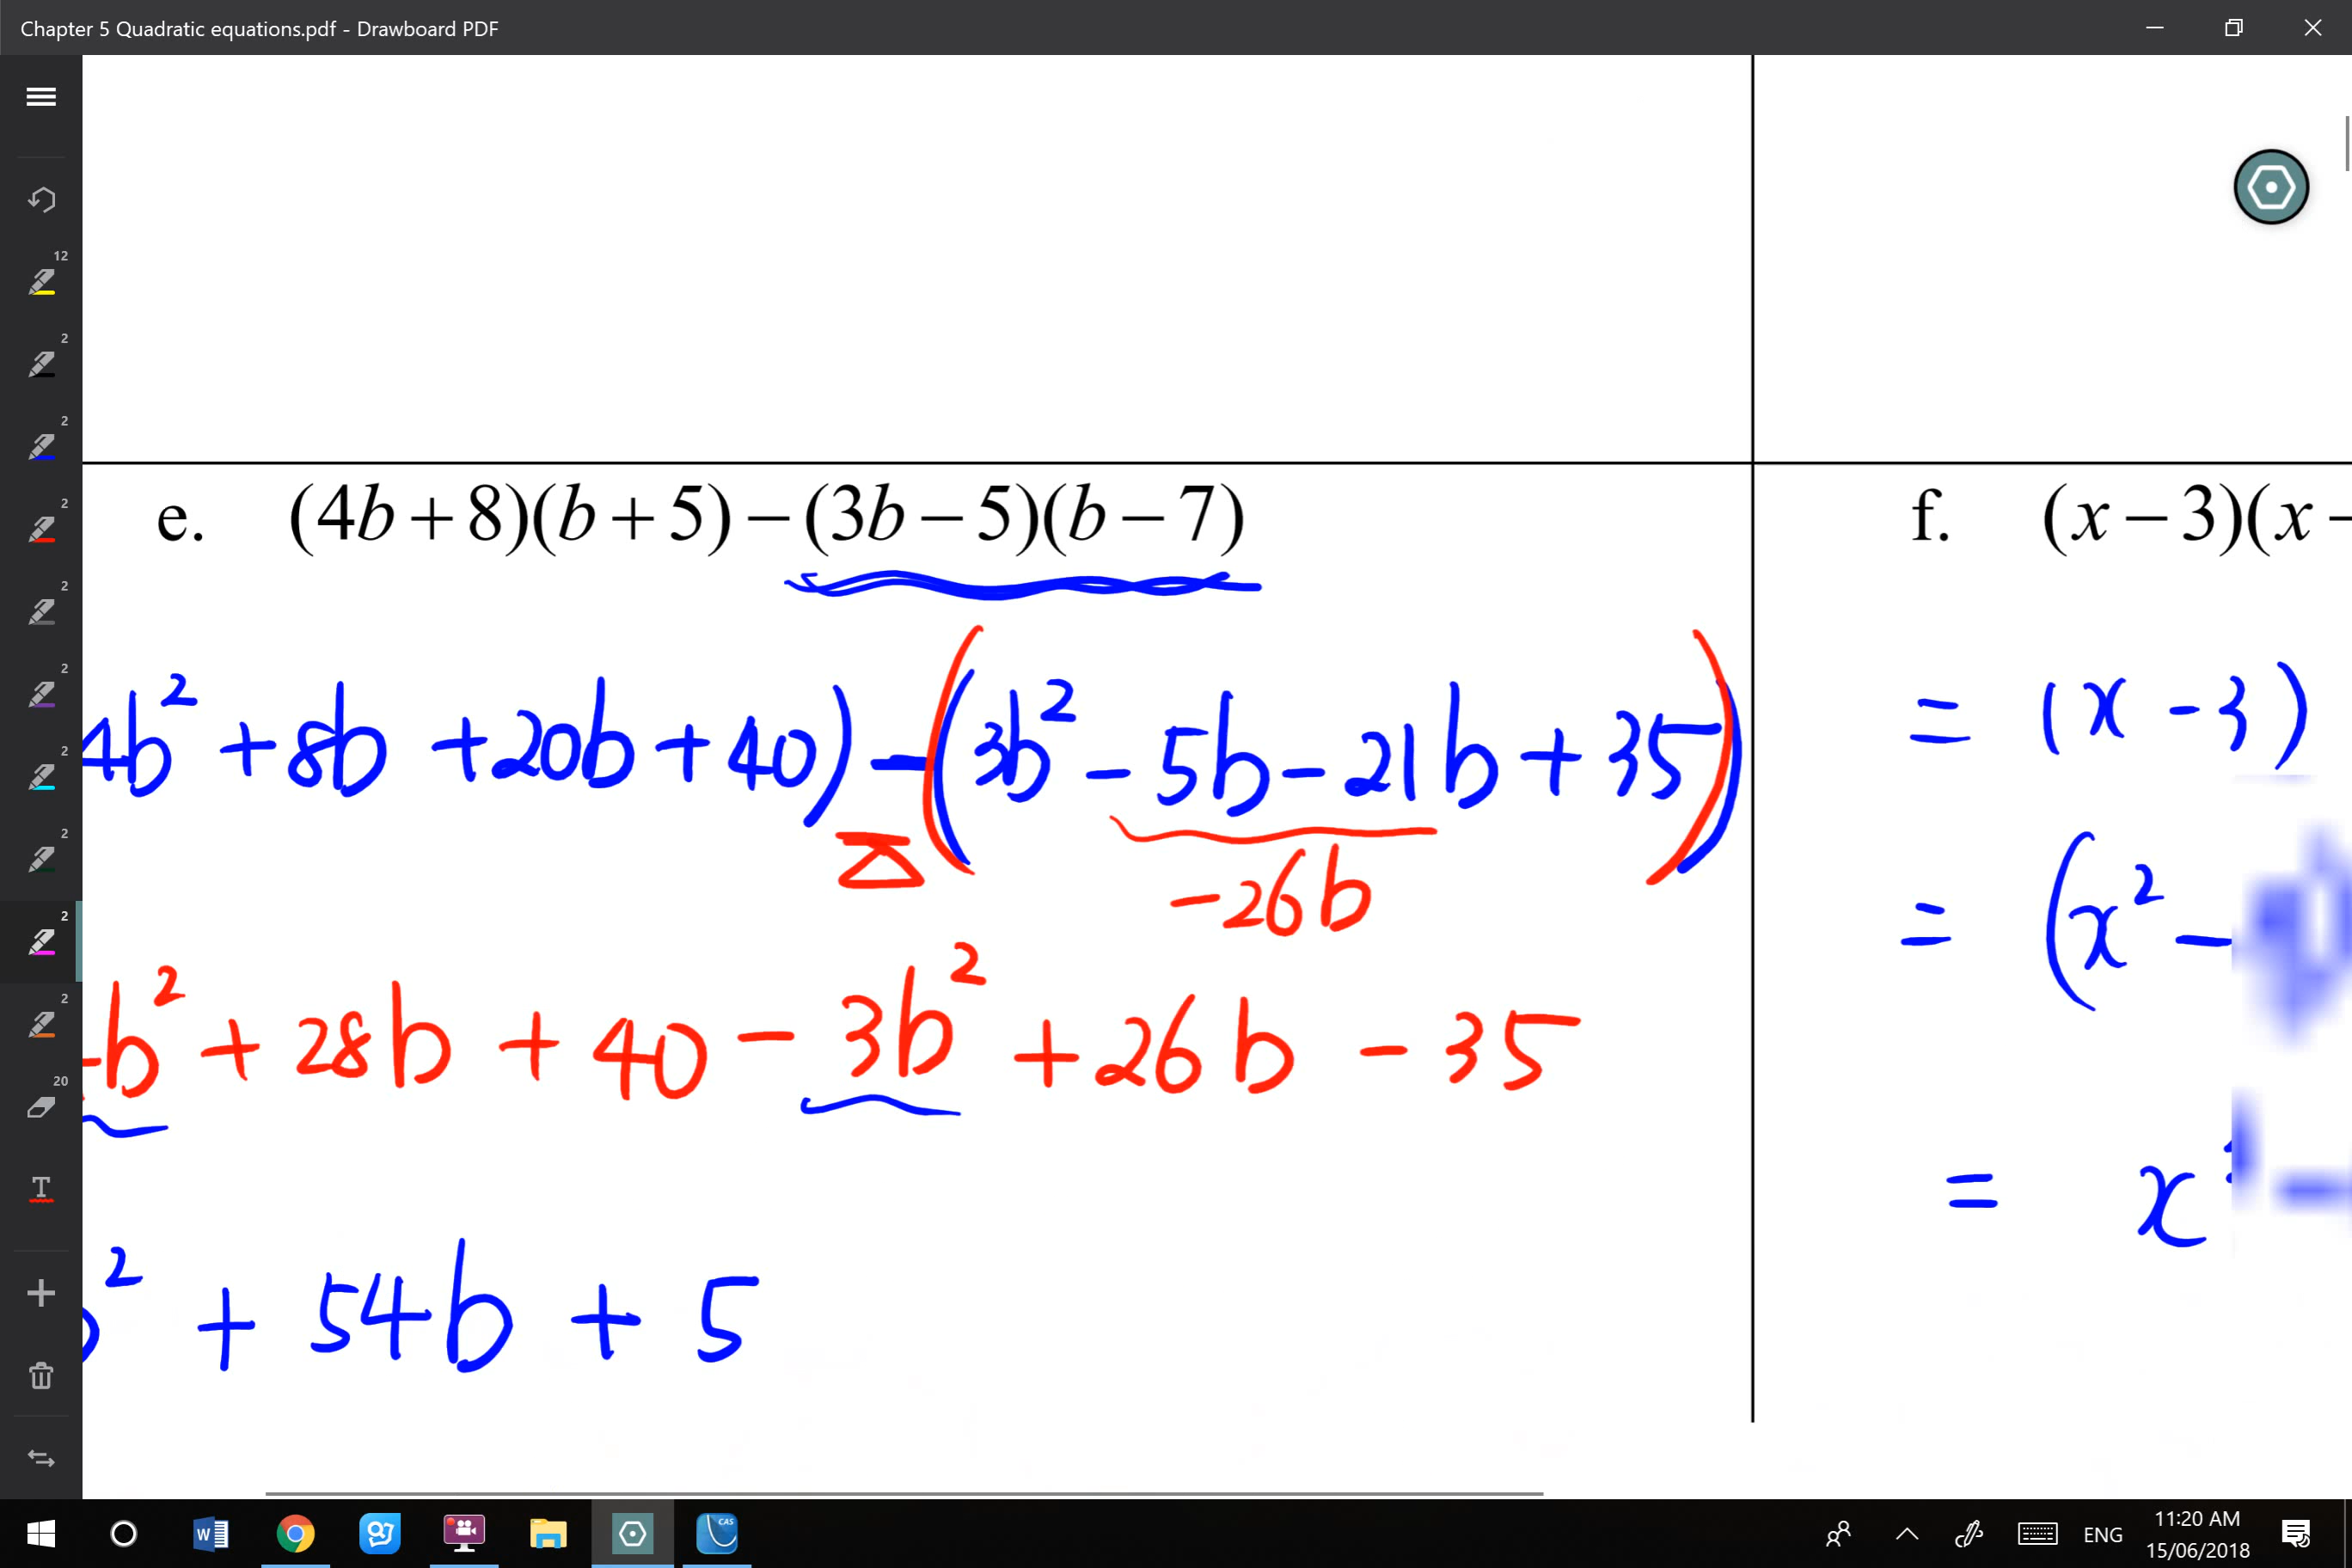 Chapter 5 Quadratic equations.pdf - Drawboard PDF
12
2
2
2
2
2
2
2
2
2
20
T
e. (4b+8)(b+5)−(3b−5)(b−7)
4b² +8b +20b+40) −(3b² −5b−21b+35)
−26b
b² + 28b + 40 − 3b² +26b − 35
² + 54b + 5
f. (x−3)(x−
= (x −3)
= (x² −
= x
CAS
ENG
11:20 AM
15/06/2018